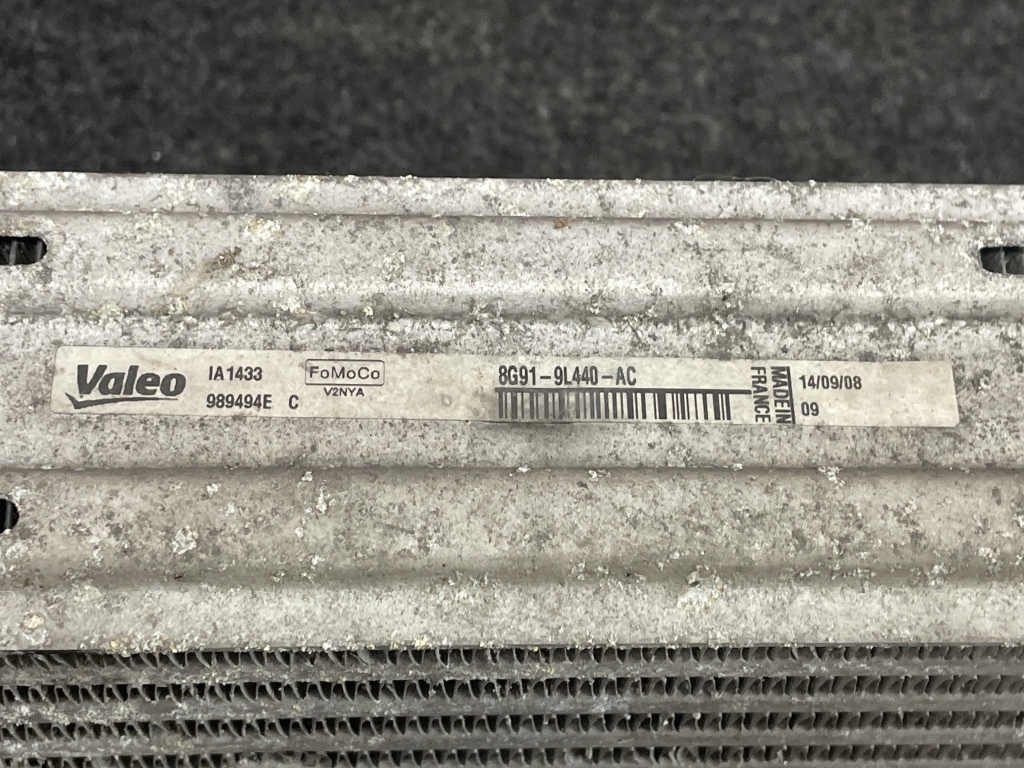 Valeo
IA1433
989494E C
FoMoCo
V2NYA
8G91-9L440-AC
MADE IN
FRANCE
14/09/08
09